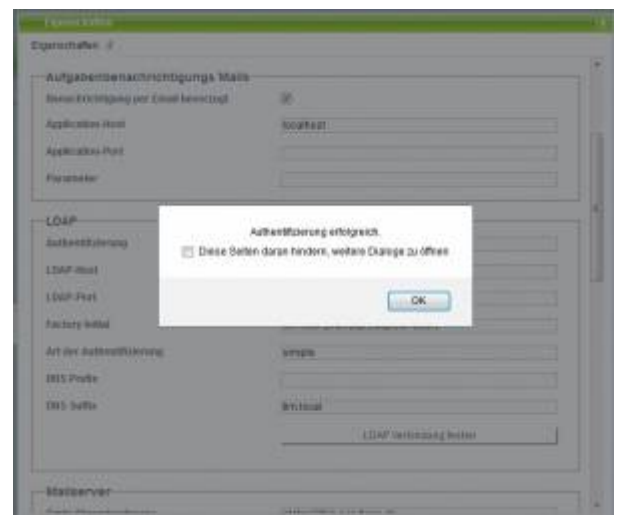 Eigenschaften
Eigenschaften
Aufgabenbenachrichtigungs Mails
Benachrichtigung per Email bevorzugt
Application-Host
localhost
Application-Port
Parameter
LDAP
Authentifizierung
Authentifizierung erfolgreich.
Diese Seiten daran hindern, weitere Dialoge zu öffnen
LDAP-Host
OK
LDAP-Port
Factory Initial
Art der Authentifizierung
simple
DNS Prefix
DNS Suffix
LDAP Verbindung testen
Mailserver